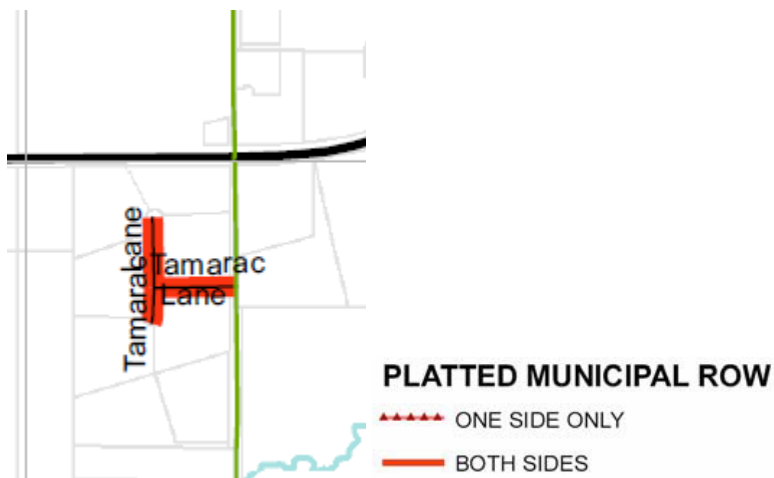 Tamarac Lane
Tamarac
Lane
PLATTED MUNICIPAL ROW
ONE SIDE ONLY
BOTH SIDES